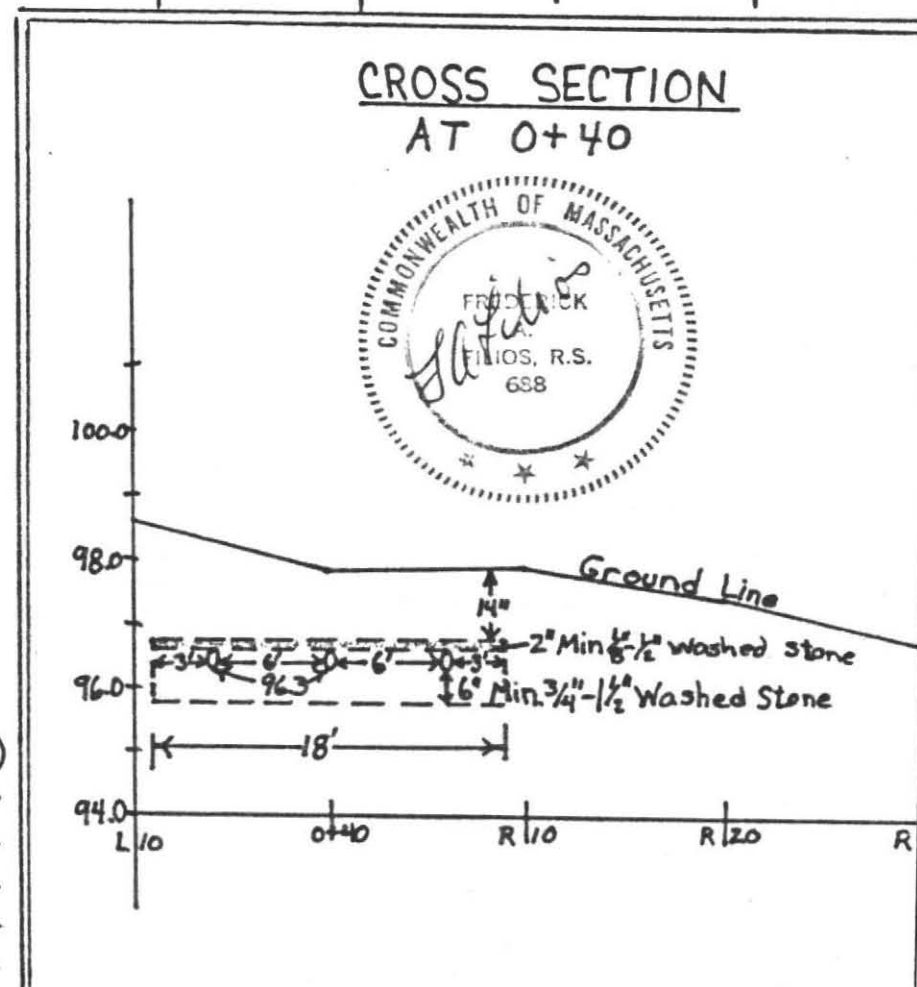 CROSS SECTION
AT 0+40
COMMONWEALTH OF MASSACHUSETTS
FREDERICK
A.
FILIOS, R.S.
688
100.0
98.0
Ground Line
14"
2" Min 1/8"-1/2" Washed stone
3' 6' 6' 3'
96.3
96.0
6" Min. 3/4"-1 1/2" Washed Stone
18'
94.0
L 10 0+40 R 10 R 20 R